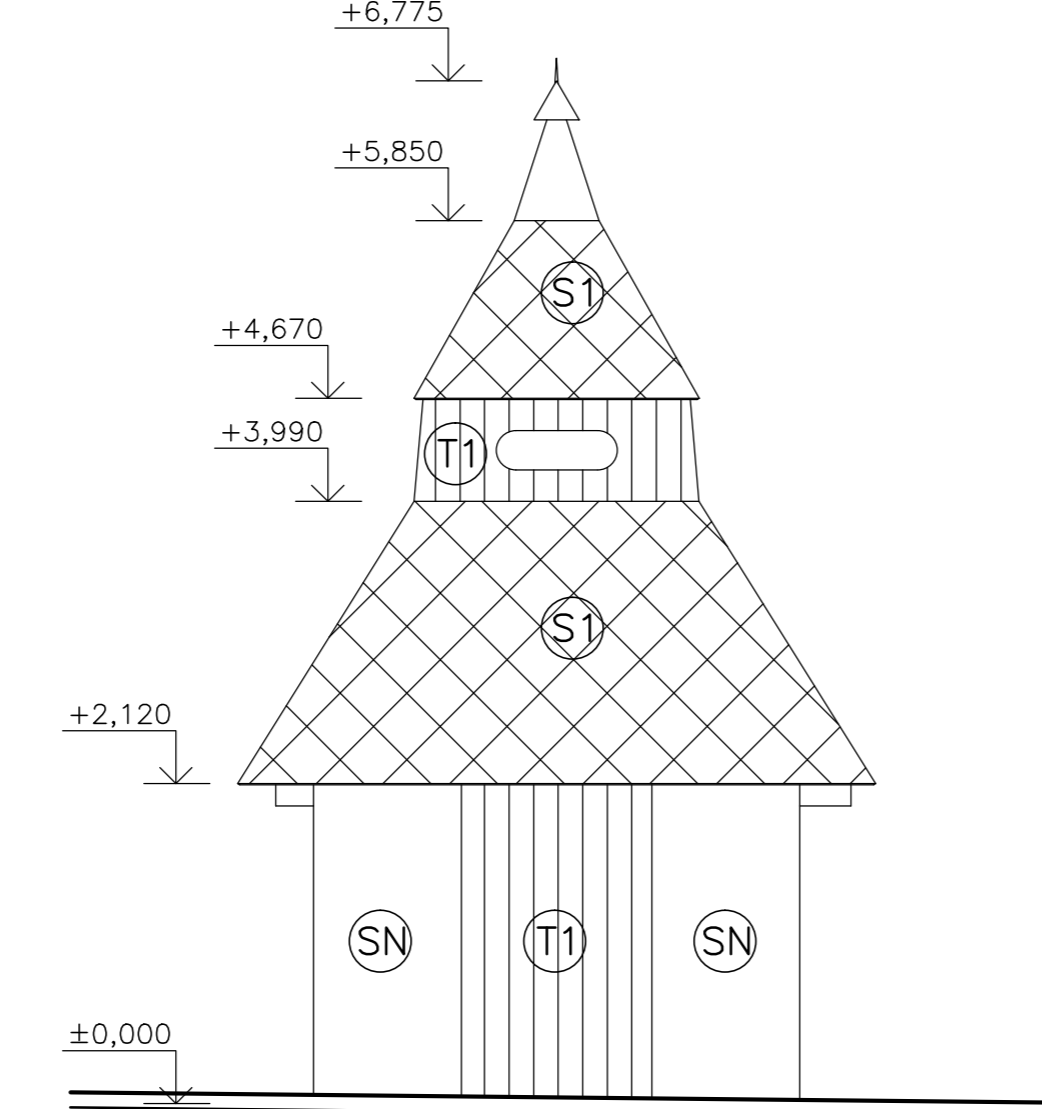 +6,775
+5,850
S1
+4,670
+3,990
T1
S1
+2,120
SN
T1
SN
±0,000